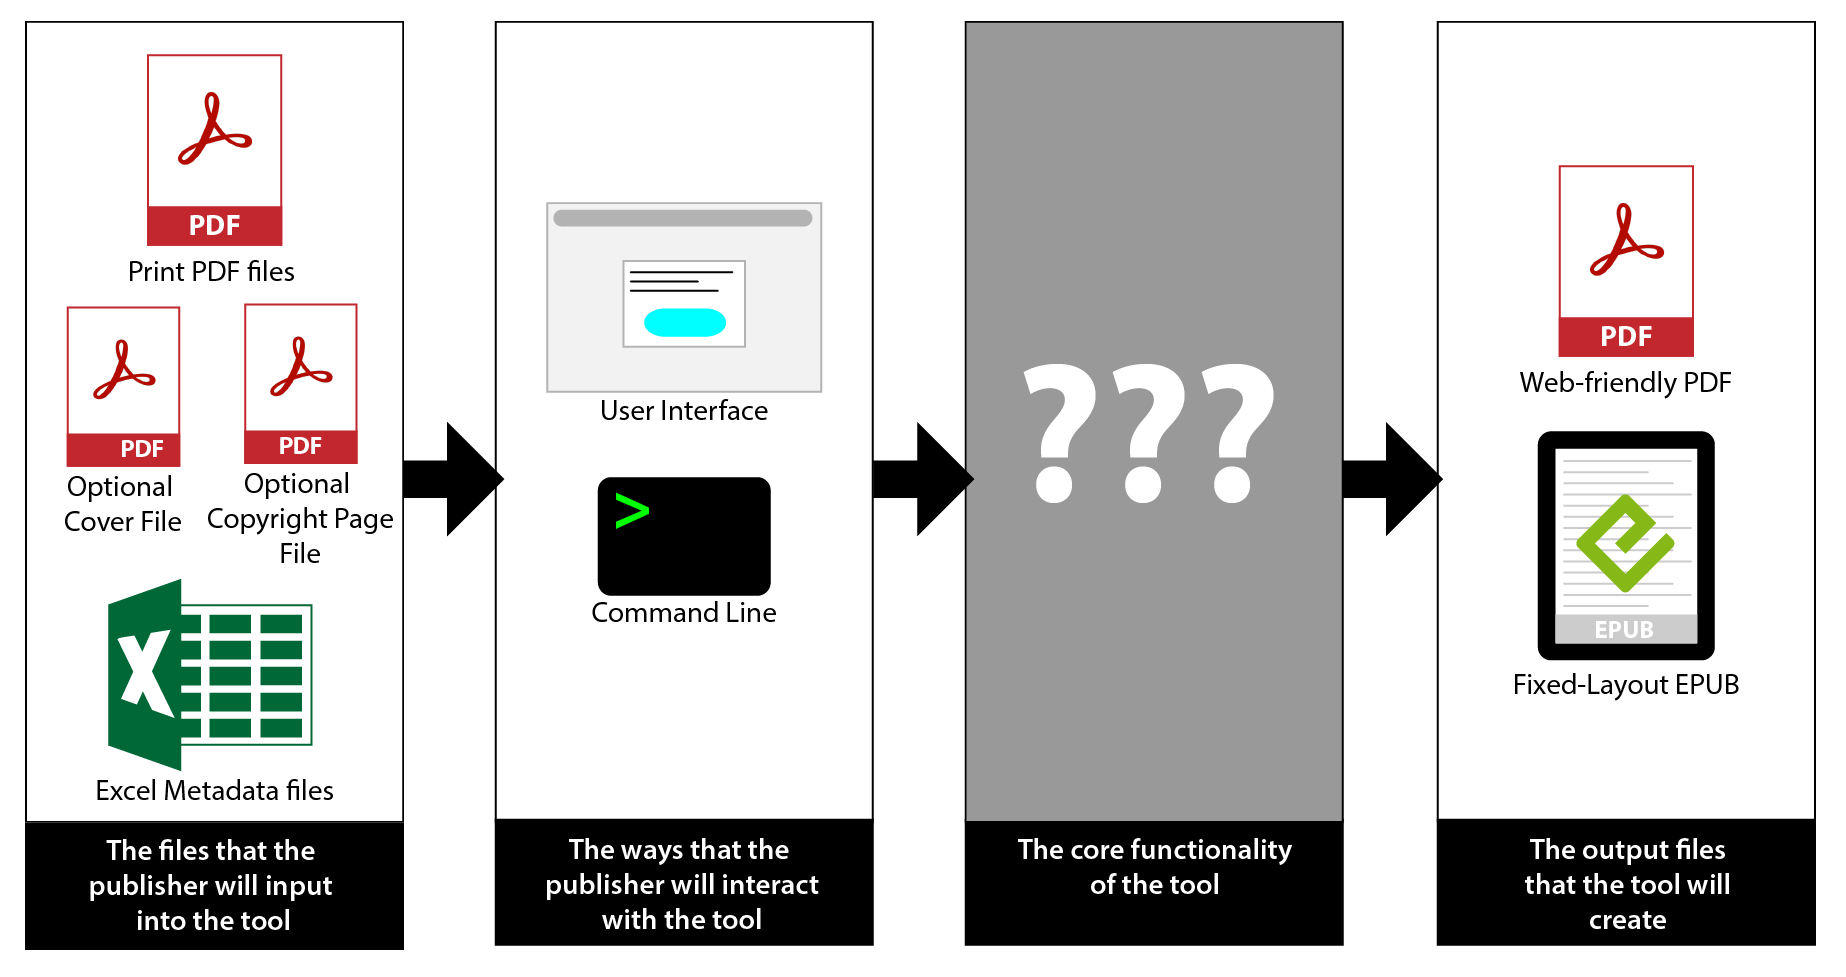 PDF
Print PDF files
PDF
Optional
Cover File
PDF
Optional
Copyright Page
File
X
Excel Metadata files
The files that the
publisher will input
into the tool
User Interface
>
Command Line
The ways that the
publisher will interact
with the tool
???
The core functionality
of the tool
PDF
Web-friendly PDF
EPUB
Fixed-Layout EPUB
The output files
that the tool will
create